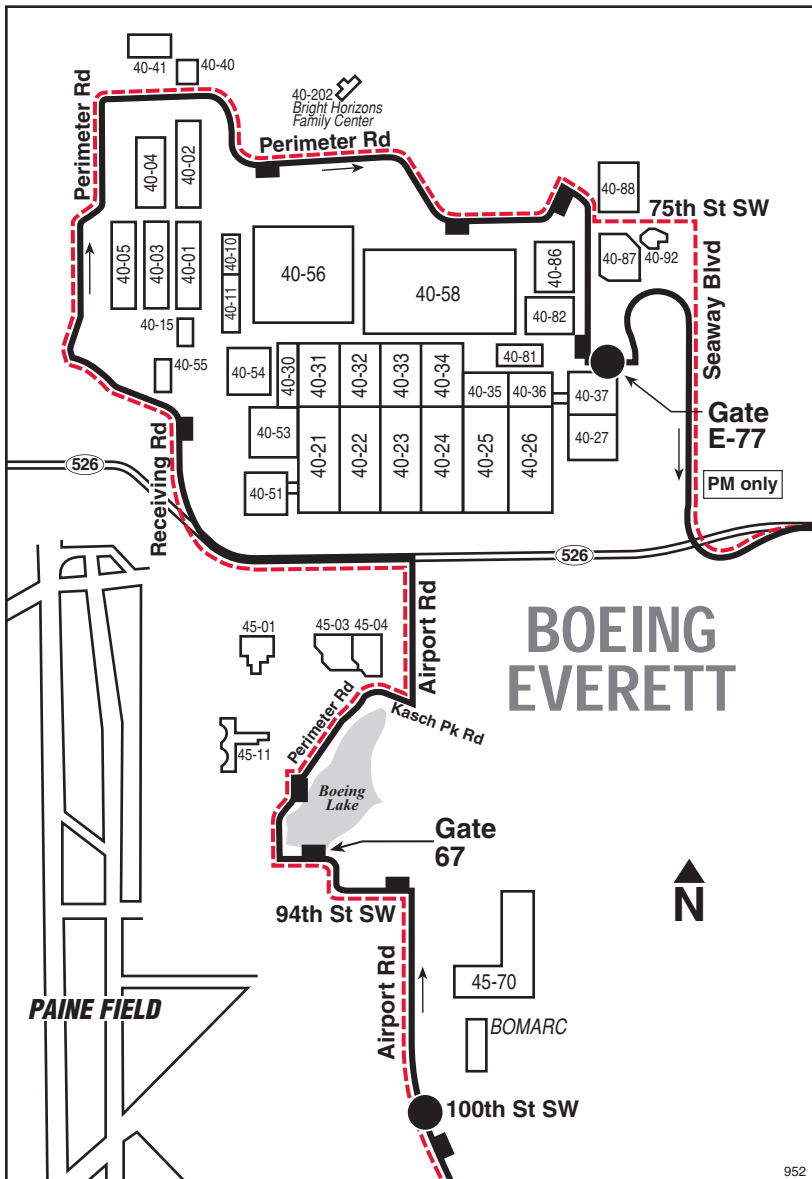 40-41
40-40
40-202
Bright Horizons
Family Center
Perimeter Rd
Perimeter Rd
40-04
40-02
40-88
75th St SW
40-05
40-03
40-01
40-10
40-11
40-56
40-58
40-86
40-87
40-92
40-82
Seaway Blvd
40-15
40-55
40-54
40-30
40-31
40-32
40-33
40-34
40-81
40-35
40-36
40-37
Gate
E-77
40-53
40-21
40-22
40-23
40-24
40-25
40-26
40-27
Receiving Rd
526
40-51
PM only
526
Airport Rd
45-01
45-03
45-04
BOEING
EVERETT
Perimeter Rd
Kasch Pk Rd
45-11
Boeing
Lake
Gate
67
N
94th St SW
Airport Rd
45-70
PAINE FIELD
BOMARC
100th St SW
952